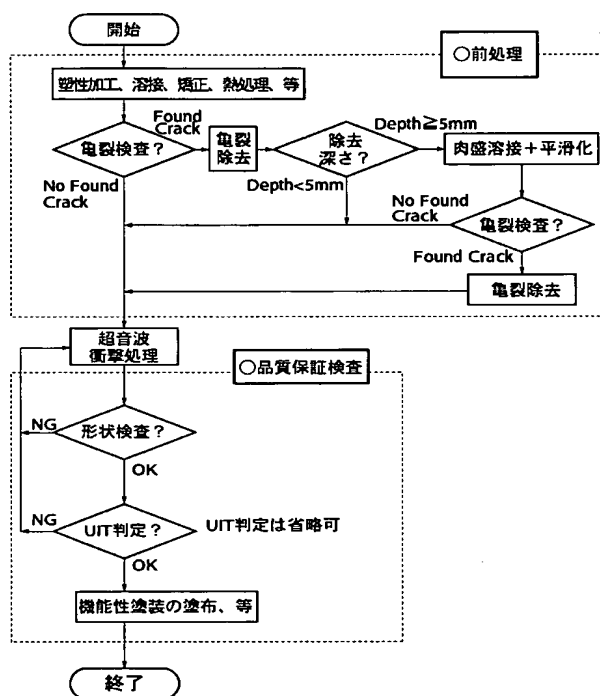 開始
○前処理
塑性加工、溶接、矯正、熱処理、等
亀裂検査？
Found
Crack
亀裂
除去
除去
深さ？
Depth≧5mm
肉盛溶接＋平滑化
No Found
Crack
Depth<5mm
No Found
Crack
亀裂検査？
Found Crack
亀裂除去
超音波
衝撃処理
○品質保証検査
形状検査？
NG
OK
UIT判定？
NG
UIT判定は省略可
OK
機能性塗装の塗布、等
終了